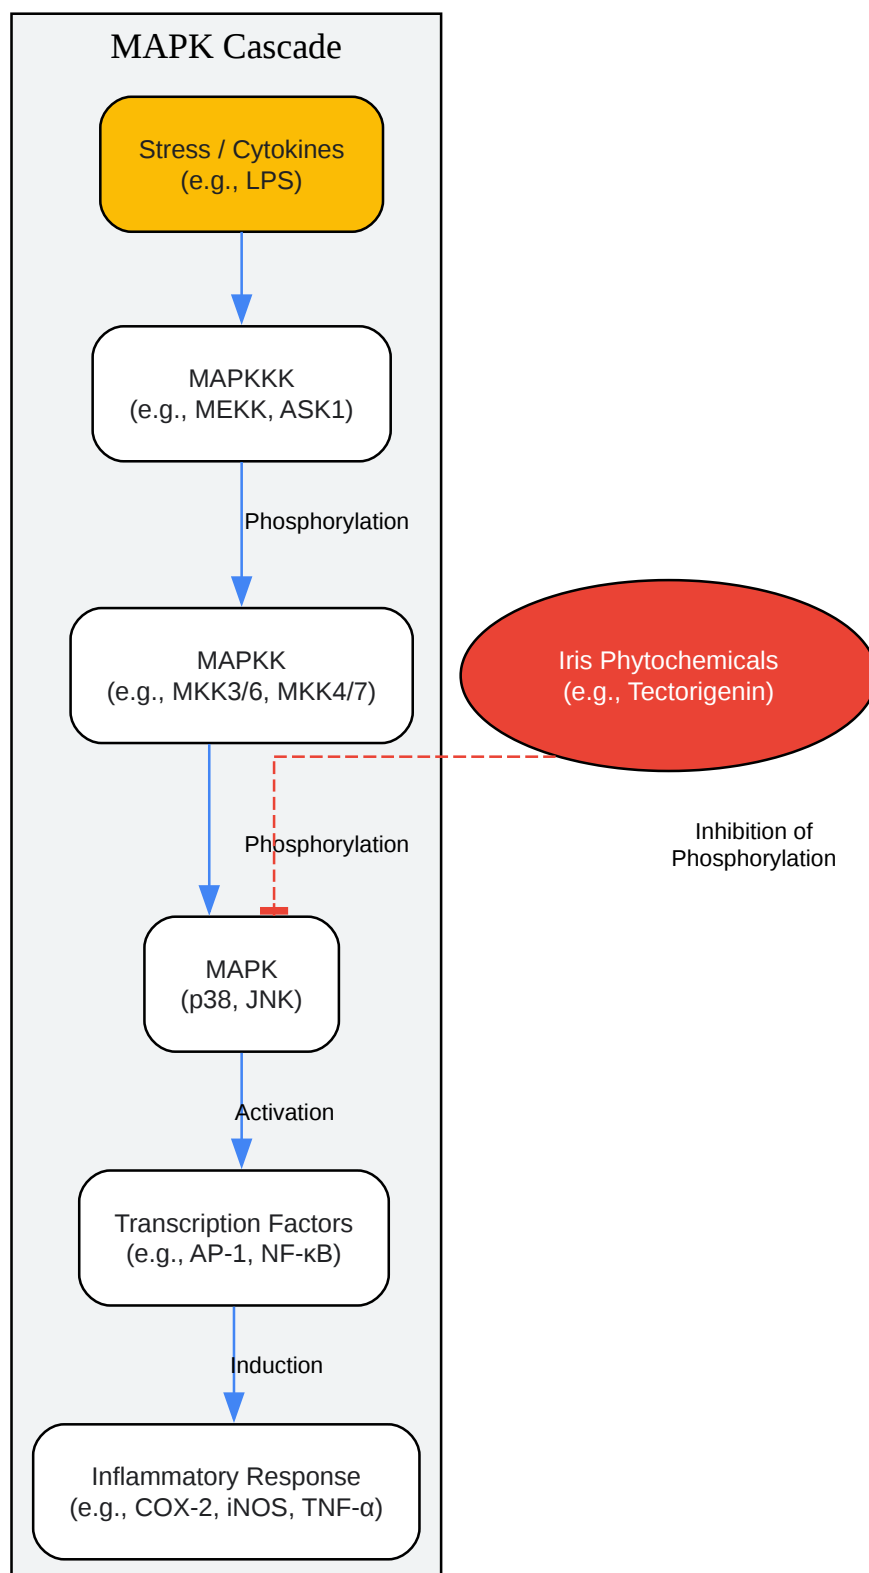 MAPK Cascade
Stress / Cytokines
(e.g., LPS)
MAPKKK
(e.g., MEKK, ASK1)
Phosphorylation
MAPKK
(e.g., MKK3/6, MKK4/7)
Iris Phytochemicals
(e.g., Tectorigenin)
Phosphorylation
Inhibition of
Phosphorylation
MAPK
(p38, JNK)
Activation
Transcription Factors
(e.g., AP-1, NF-κB)
Induction
Inflammatory Response
(e.g., COX-2, iNOS, TNF-α)